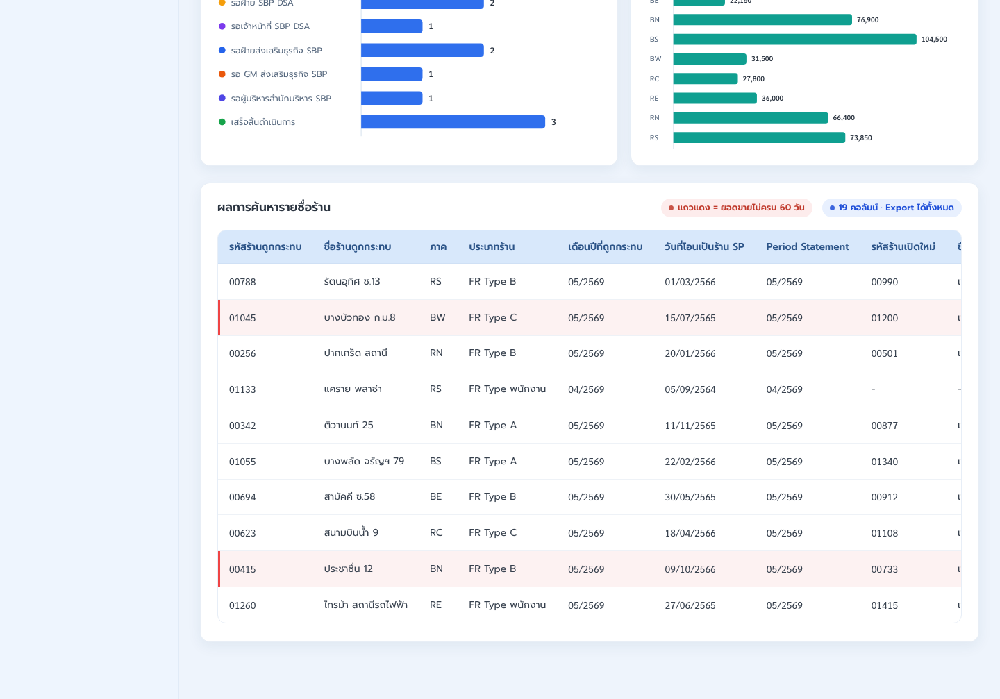 รอฝ่าย SBP DSA 2
รอเจ้าหน้าที่ SBP DSA 1
รอฝ่ายส่งเสริมธุรกิจ SBP 2
รอ GM ส่งเสริมธุรกิจ SBP 1
รอผู้บริหารสำนักบริหาร SBP 1
เสร็จสิ้นดำเนินการ 3
BE 22,150
BN 76,900
BS 104,500
BW 31,500
RC 27,800
RE 36,000
RN 66,400
RS 73,850
ผลการค้นหารายชื่อร้าน
แถวแดง = ยอดขายไม่ครบ 60 วัน
19 คอลัมน์ · Export ได้ทั้งหมด
รหัสร้านถูกกระทบ ชื่อร้านถูกกระทบ ภาค ประเภทร้าน เดือนปีที่ถูกกระทบ วันที่โอนเป็นร้าน SP Period Statement รหัสร้านเปิดใหม่
00788 รัตนอุทิศ ซ.13 RS FR Type B 05/2569 01/03/2566 05/2569 00990
01045 บางบัวทอง ก.ม.8 BW FR Type C 05/2569 15/07/2565 05/2569 01200
00256 ปากเกร็ด สถานี RN FR Type B 05/2569 20/01/2566 05/2569 00501
01133 แคราย พลาซ่า RS FR Type พนักงาน 04/2569 05/09/2564 04/2569 - -
00342 ติวานนท์ 25 BN FR Type A 05/2569 11/11/2565 05/2569 00877
01055 บางพลัด จรัญฯ 79 BS FR Type A 05/2569 22/02/2566 05/2569 01340
00694 สามัคคี ซ.58 BE FR Type B 05/2569 30/05/2565 05/2569 00912
00623 สนามบินน้ำ 9 RC FR Type C 05/2569 18/04/2566 05/2569 01108
00415 ประชาชื่น 12 BN FR Type B 05/2569 09/10/2566 05/2569 00733
01260 ไทรม้า สถานีรถไฟฟ้า RE FR Type พนักงาน 05/2569 27/06/2565 05/2569 01415